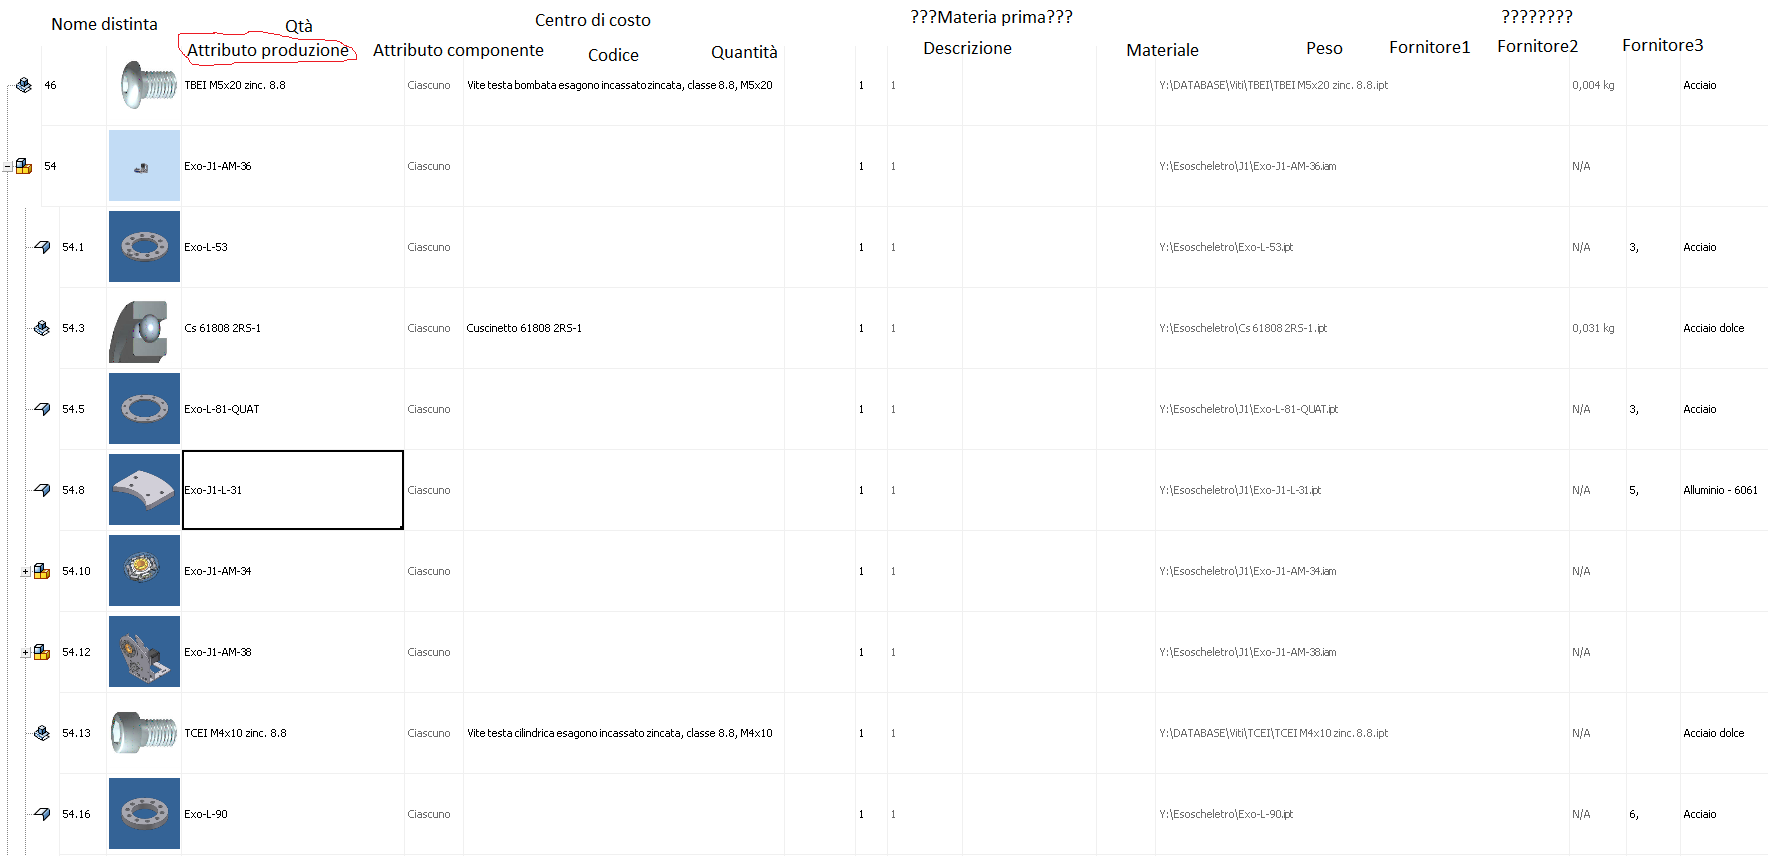 Nome distinta Qtà Centro di costo ???Materia prima??? ????????
Attributo produzione Attributo componente Codice Quantità Descrizione Materiale Peso Fornitore1 Fornitore2 Fornitore3
46 TBEI M5x20 zinc. 8.8 Ciascuno Vite testa bombata esagono incassato zincata, classe 8.8, M5x20 1 1 Y:\DATABASE\Viti\TBEI\TBEI M5x20 zinc. 8.8.ipt 0,004 kg Acciaio
54 Exo-J1-AM-36 Ciascuno 1 1 Y:\Esoscheletro\J1\Exo-J1-AM-36.iam N/A
54.1 Exo-L-53 Ciascuno 1 1 Y:\Esoscheletro\Exo-L-53.ipt N/A 3, Acciaio
54.3 Cs 61808 2RS-1 Ciascuno Cuscinetto 61808 2RS-1 1 1 Y:\Esoscheletro\Cs 61808 2RS-1.ipt 0,031 kg Acciaio dolce
54.5 Exo-L-81-QUAT Ciascuno 1 1 Y:\Esoscheletro\J1\Exo-L-81-QUAT.ipt N/A 3, Acciaio
54.8 Exo-J1-L-31 Ciascuno 1 1 Y:\Esoscheletro\J1\Exo-J1-L-31.ipt N/A 5, Alluminio - 6061
54.10 Exo-J1-AM-34 Ciascuno 1 1 Y:\Esoscheletro\J1\Exo-J1-AM-34.iam N/A
54.12 Exo-J1-AM-38 Ciascuno 1 1 Y:\Esoscheletro\J1\Exo-J1-AM-38.iam N/A
54.13 TCEI M4x10 zinc. 8.8 Ciascuno Vite testa cilindrica esagono incassato zincata, classe 8.8, M4x10 1 1 Y:\DATABASE\Viti\TCEI\TCEI M4x10 zinc. 8.8.ipt N/A Acciaio dolce
54.16 Exo-L-90 Ciascuno 1 1 Y:\Esoscheletro\Exo-L-90.ipt N/A 6, Acciaio